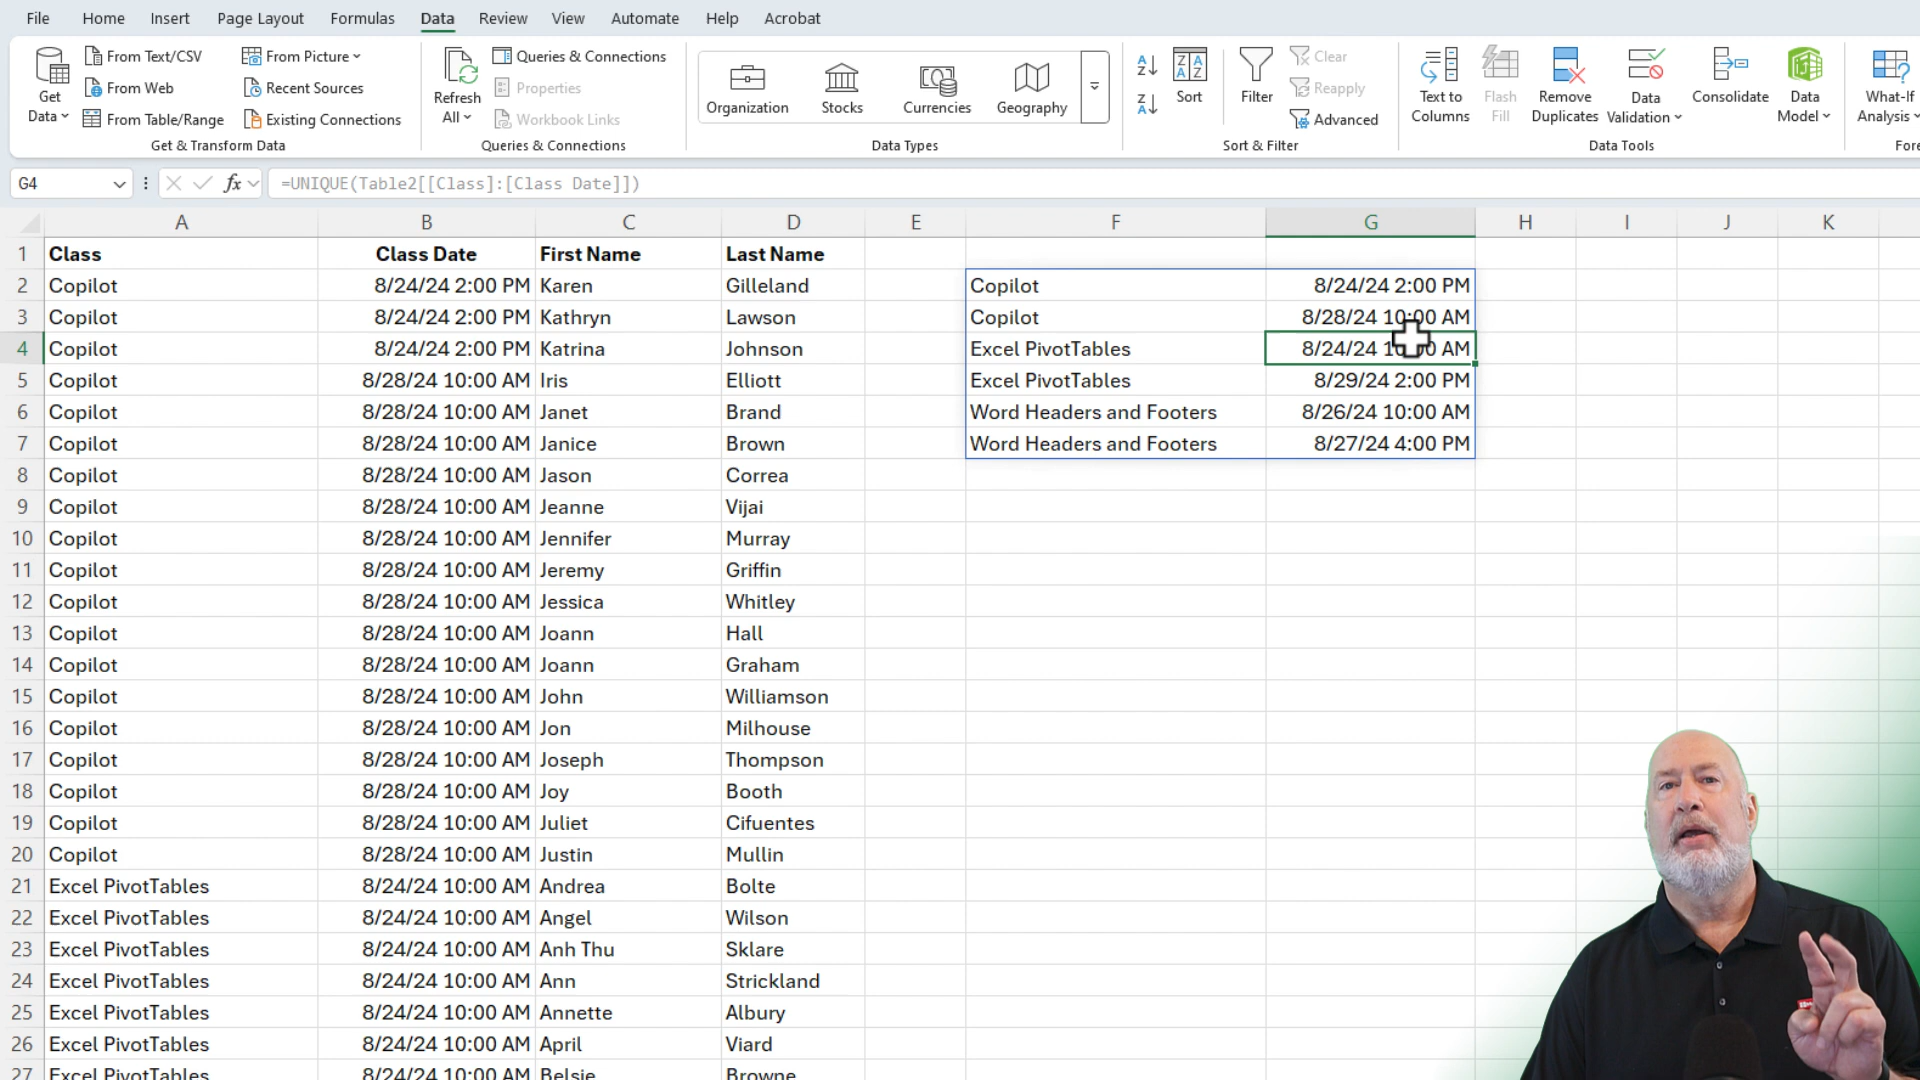 File Home Insert Page Layout Formulas Data Review View Automate Help Acrobat
Get Data
From Text/CSV
From Web
From Table/Range
From Picture
Recent Sources
Existing Connections
Get & Transform Data
Refresh All
Queries & Connections
Properties
Workbook Links
Queries & Connections
Organization Stocks Currencies Geography
Data Types
Sort
Filter
Clear
Reapply
Advanced
Sort & Filter
Text to Columns
Flash Fill
Remove Duplicates
Data Validation
Consolidate
Data Model
Data Tools
What-If Analysis
Fore
G4 fx =UNIQUE(Table2[[Class]:[Class Date]])
A B C D E F G H I J K
1 Class Class Date First Name Last Name
2 Copilot 8/24/24 2:00 PM Karen Gilleland Copilot 8/24/24 2:00 PM
3 Copilot 8/24/24 2:00 PM Kathryn Lawson Copilot 8/28/24 10:00 AM
4 Copilot 8/24/24 2:00 PM Katrina Johnson Excel PivotTables 8/24/24 10:00 AM
5 Copilot 8/28/24 10:00 AM Iris Elliott Excel PivotTables 8/29/24 2:00 PM
6 Copilot 8/28/24 10:00 AM Janet Brand Word Headers and Footers 8/26/24 10:00 AM
7 Copilot 8/28/24 10:00 AM Janice Brown Word Headers and Footers 8/27/24 4:00 PM
8 Copilot 8/28/24 10:00 AM Jason Correa
9 Copilot 8/28/24 10:00 AM Jeanne Vijai
10 Copilot 8/28/24 10:00 AM Jennifer Murray
11 Copilot 8/28/24 10:00 AM Jeremy Griffin
12 Copilot 8/28/24 10:00 AM Jessica Whitley
13 Copilot 8/28/24 10:00 AM Joann Hall
14 Copilot 8/28/24 10:00 AM Joann Graham
15 Copilot 8/28/24 10:00 AM John Williamson
16 Copilot 8/28/24 10:00 AM Jon Milhouse
17 Copilot 8/28/24 10:00 AM Joseph Thompson
18 Copilot 8/28/24 10:00 AM Joy Booth
19 Copilot 8/28/24 10:00 AM Juliet Cifuentes
20 Copilot 8/28/24 10:00 AM Justin Mullin
21 Excel PivotTables 8/24/24 10:00 AM Andrea Bolte
22 Excel PivotTables 8/24/24 10:00 AM Angel Wilson
23 Excel PivotTables 8/24/24 10:00 AM Anh Thu Sklare
24 Excel PivotTables 8/24/24 10:00 AM Ann Strickland
25 Excel PivotTables 8/24/24 10:00 AM Annette Albury
26 Excel PivotTables 8/24/24 10:00 AM April Viard
27 Excel PivotTables 8/24/24 10:00 AM Belsie Browne